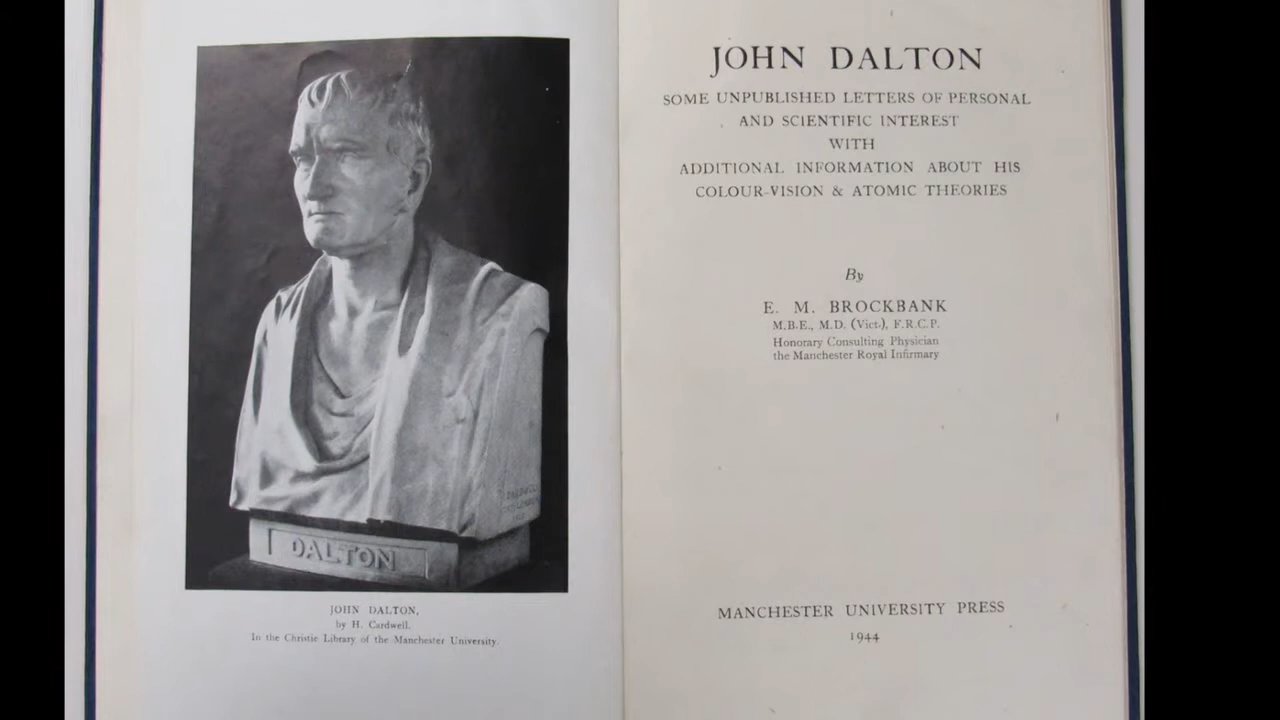 DALTON
JOHN DALTON,
by H. Cardwell.
In the Christie Library of the Manchester University.
JOHN DALTON
SOME UNPUBLISHED LETTERS OF PERSONAL
AND SCIENTIFIC INTEREST
WITH
ADDITIONAL INFORMATION ABOUT HIS
COLOUR-VISION & ATOMIC THEORIES
By
E. M. BROCKBANK
M.B.E., M.D. (Vict.), F.R.C.P.
Honorary Consulting Physician
the Manchester Royal Infirmary
MANCHESTER UNIVERSITY PRESS
1944